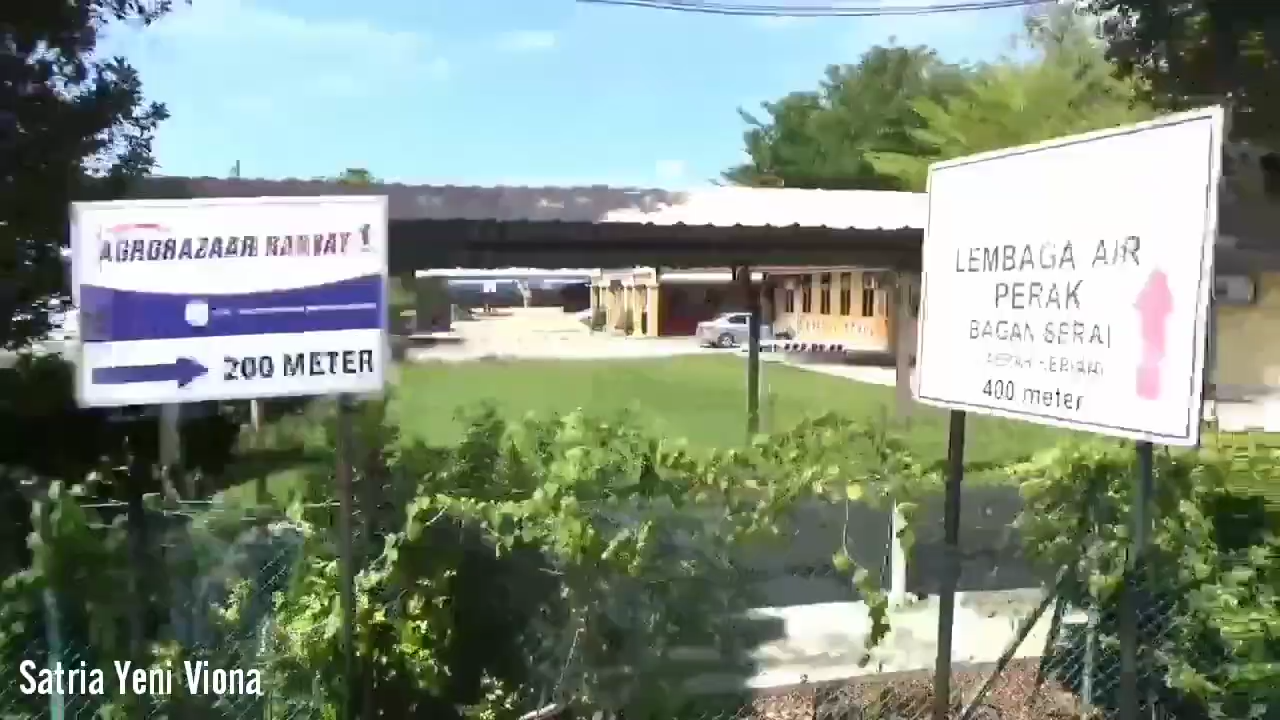 AGROBAZAAR RAKYAT 1
200 METER
LEMBAGA AIR
PERAK
BAGAN SERAI
400 meter
Satria Yeni Viona